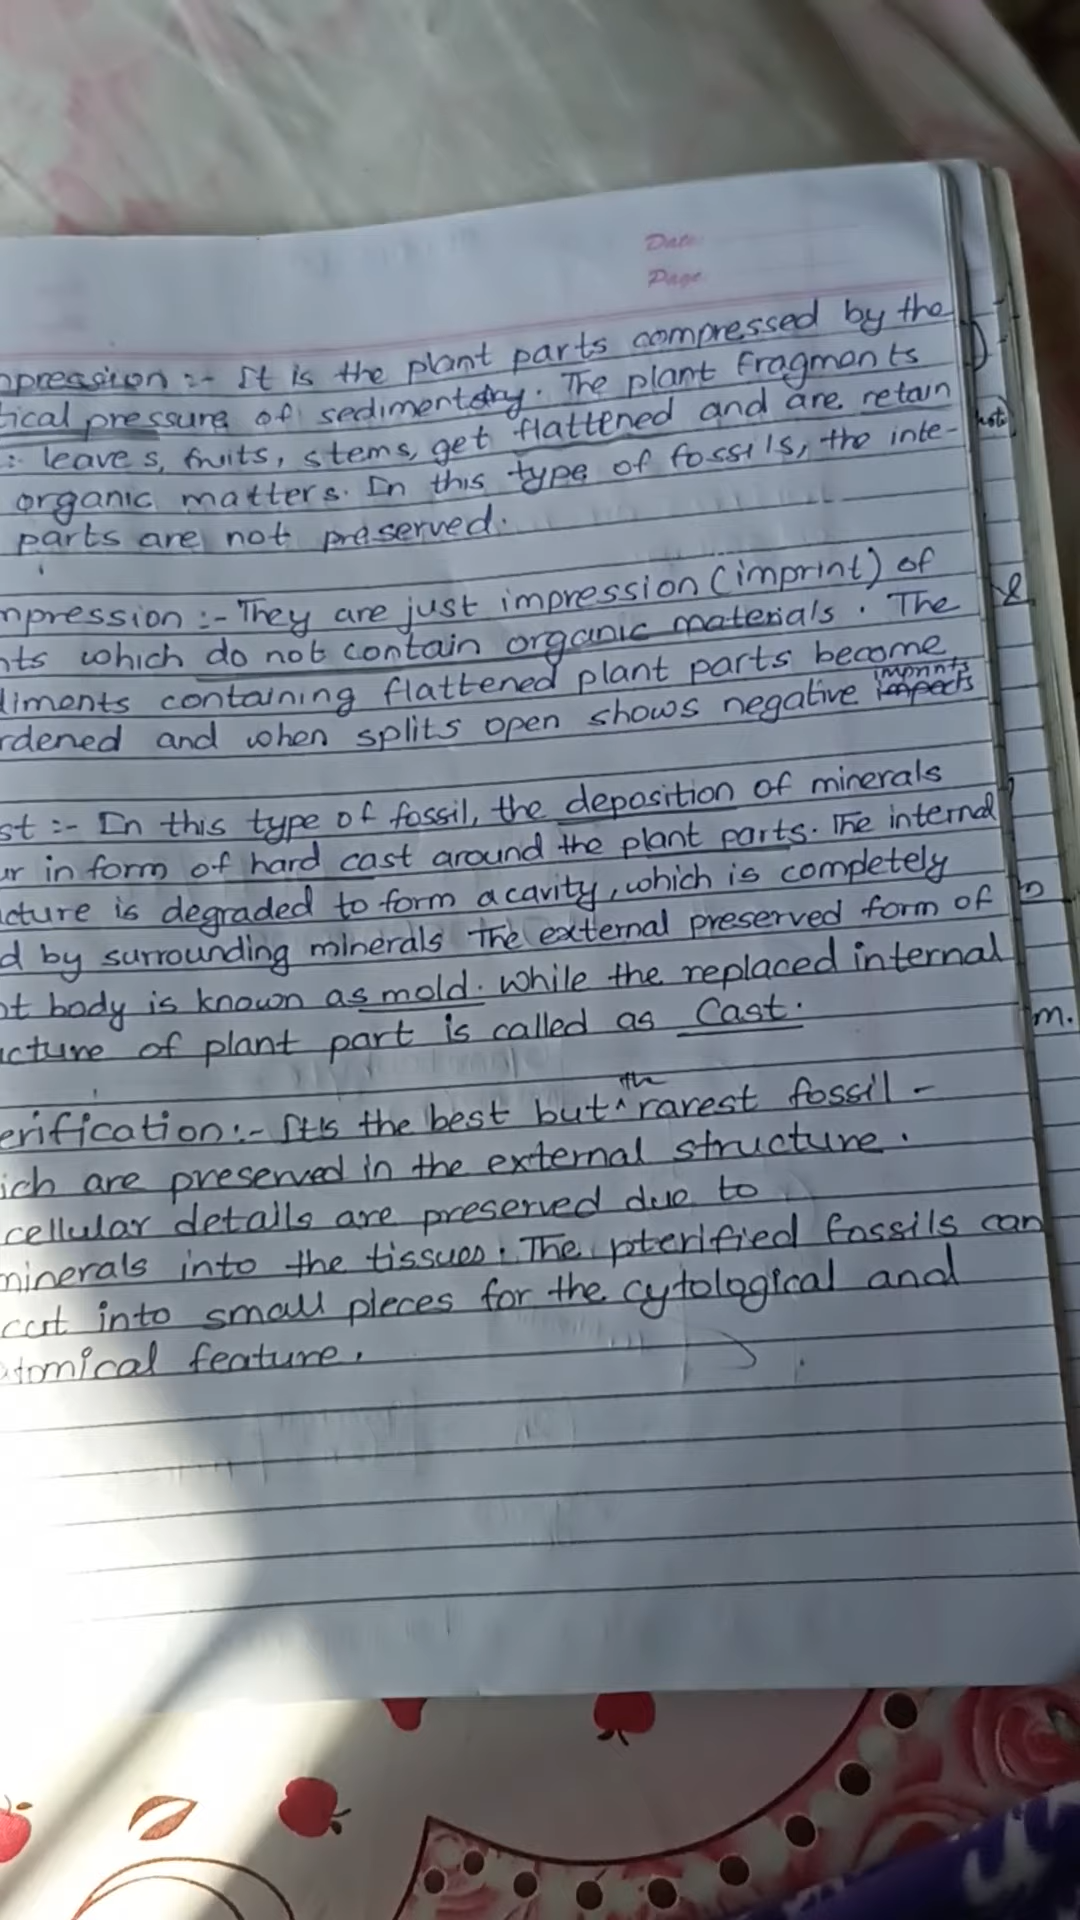 Date
Page
pression :- It is the plant parts compressed by the
tical pressure of sedimentary. The plant fragments
: leaves, fruits, stems, get flattened and are retain
organic matters. In this type of fossils, the inte-
parts are not preserved.
mpression :- They are just impression (imprint) of
nts which do not contain organic materials. The
diments containing flattened plant parts become
rdened and when splits open shows negative imprints
st :- In this type of fossil, the deposition of minerals
ur in form of hard cast around the plant parts. The internal
cture is degraded to form a cavity, which is completely
d by surrounding minerals The external preserved form of
nt body is known as mold. While the replaced internal
ucture of plant part is called as Cast.
erification :- It's the best but the rarest fossil -
ich are preserved in the external structure.
cellular details are preserved due to
minerals into the tissues. The pterified fossils can
cut into small pieces for the cytological and
tomical feature.
m.